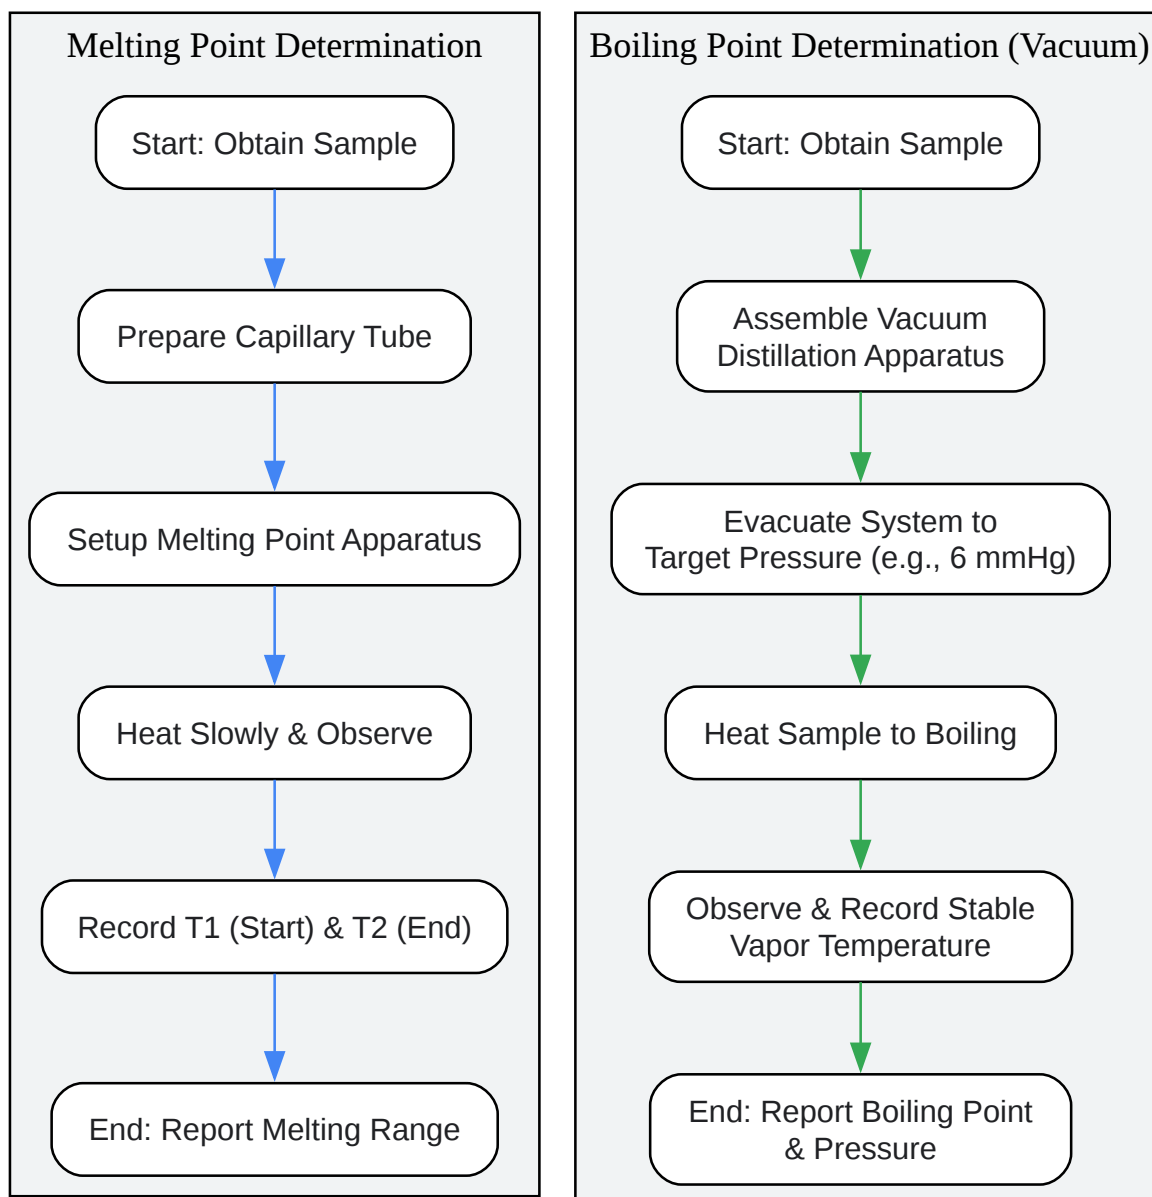 Melting Point Determination
Start: Obtain Sample
Prepare Capillary Tube
Setup Melting Point Apparatus
Heat Slowly & Observe
Record T1 (Start) & T2 (End)
End: Report Melting Range
Boiling Point Determination (Vacuum)
Start: Obtain Sample
Assemble Vacuum
Distillation Apparatus
Evacuate System to
Target Pressure (e.g., 6 mmHg)
Heat Sample to Boiling
Observe & Record Stable
Vapor Temperature
End: Report Boiling Point
& Pressure